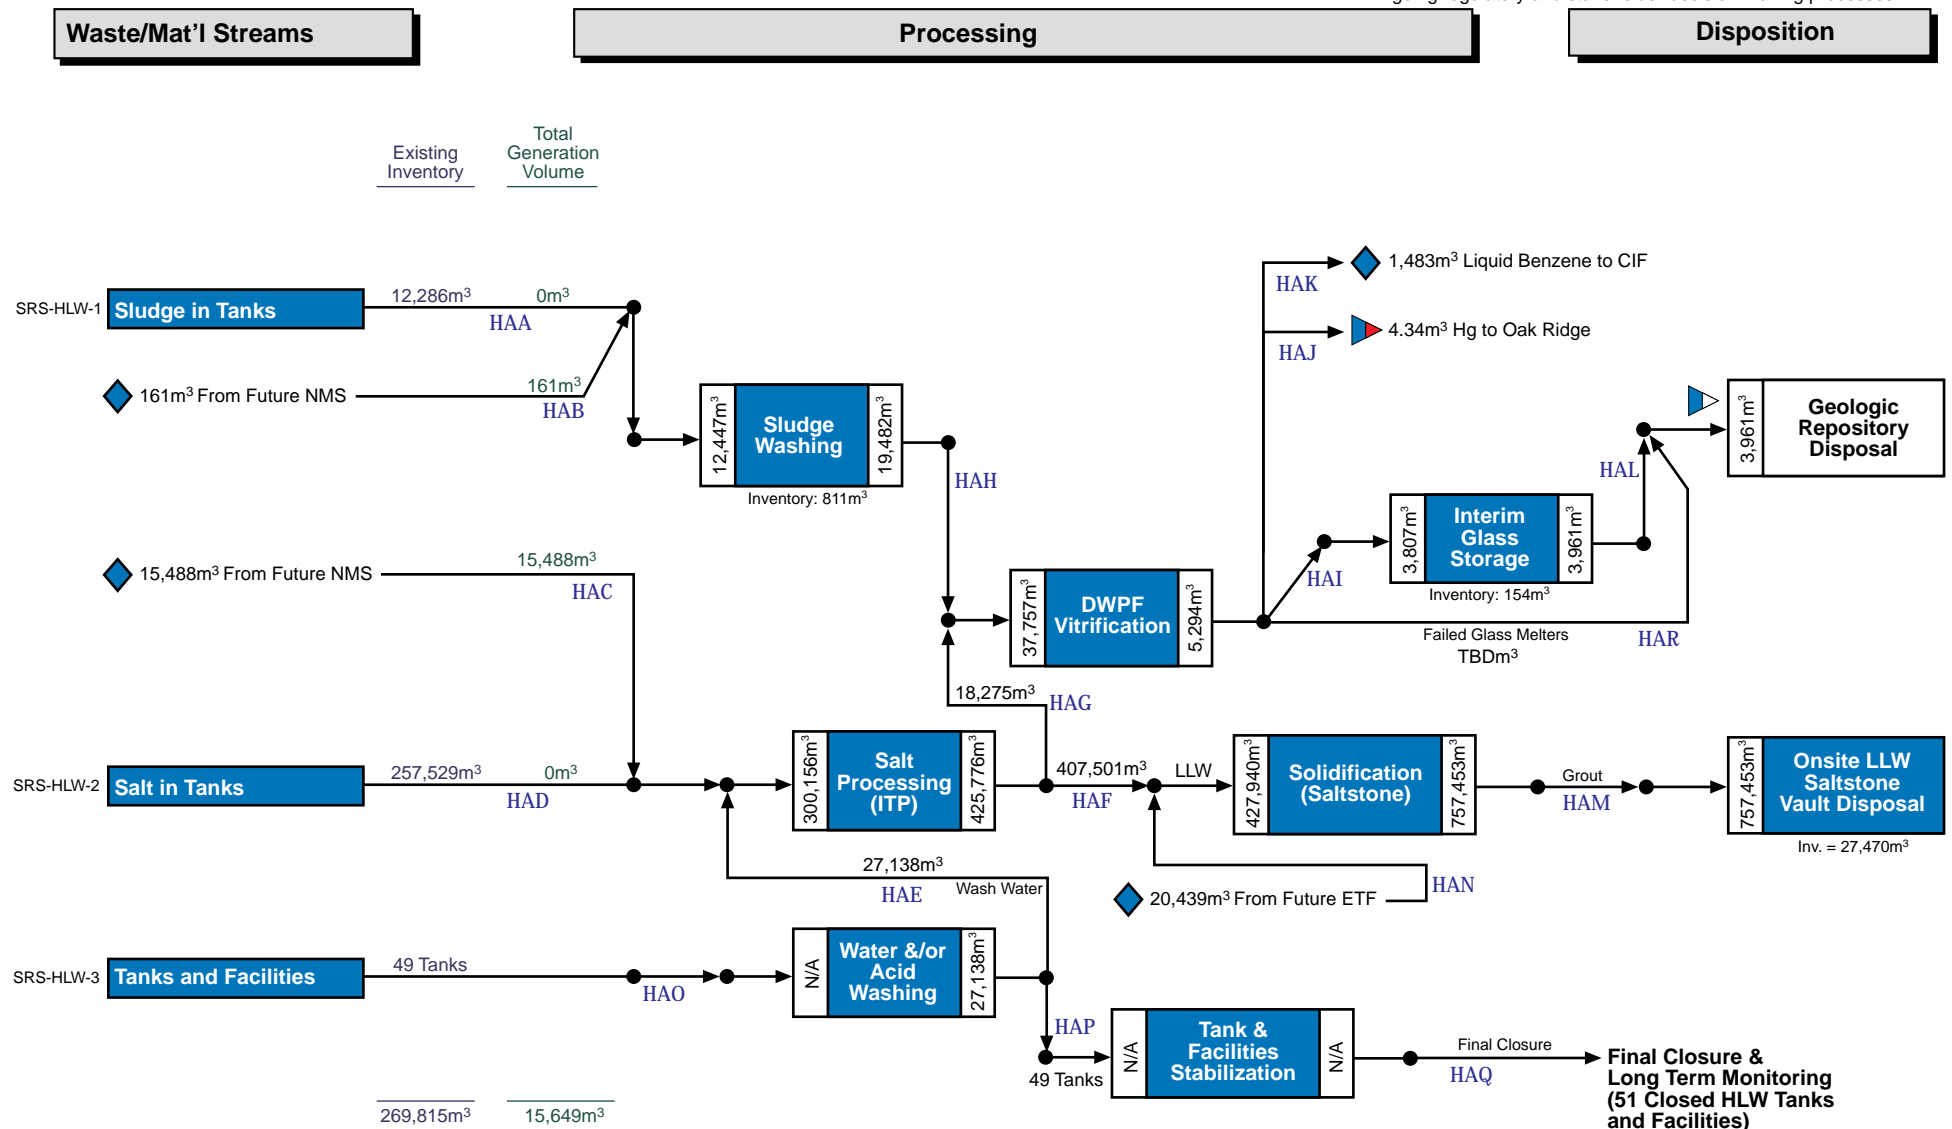 Waste/Mat'l Streams
Processing
Disposition
Existing
Inventory
Total
Generation
Volume
SRS-HLW-1
Sludge in Tanks
12,286m³
0m³
HAA
161m³ From Future NMS
161m³
HAB
12,447m³
Sludge
Washing
19,482m³
Inventory: 811m³
HAH
HAK
1,483m³ Liquid Benzene to CIF
HAJ
4.34m³ Hg to Oak Ridge
3,961m³
Geologic
Repository
Disposal
HAL
3,807m³
Interim
Glass
Storage
3,961m³
Inventory: 154m³
HAI
15,488m³ From Future NMS
15,488m³
HAC
37,757m³
DWPF
Vitrification
5,294m³
Failed Glass Melters
TBDm³
HAR
18,275m³
HAG
SRS-HLW-2
Salt in Tanks
257,529m³
0m³
HAD
300,156m³
Salt
Processing
(ITP)
425,776m³
407,501m³
HAF
LLW
427,940m³
Solidification
(Saltstone)
757,453m³
Grout
HAM
757,453m³
Onsite LLW
Saltstone
Vault Disposal
Inv. = 27,470m³
27,138m³
HAE
Wash Water
20,439m³ From Future ETF
HAN
SRS-HLW-3
Tanks and Facilities
49 Tanks
HAO
N/A
Water &/or
Acid
Washing
27,138m³
HAP
49 Tanks
N/A
Tank &
Facilities
Stabilization
N/A
Final Closure
HAQ
Final Closure &
Long Term Monitoring
(51 Closed HLW Tanks
and Facilities)
269,815m³
15,649m³